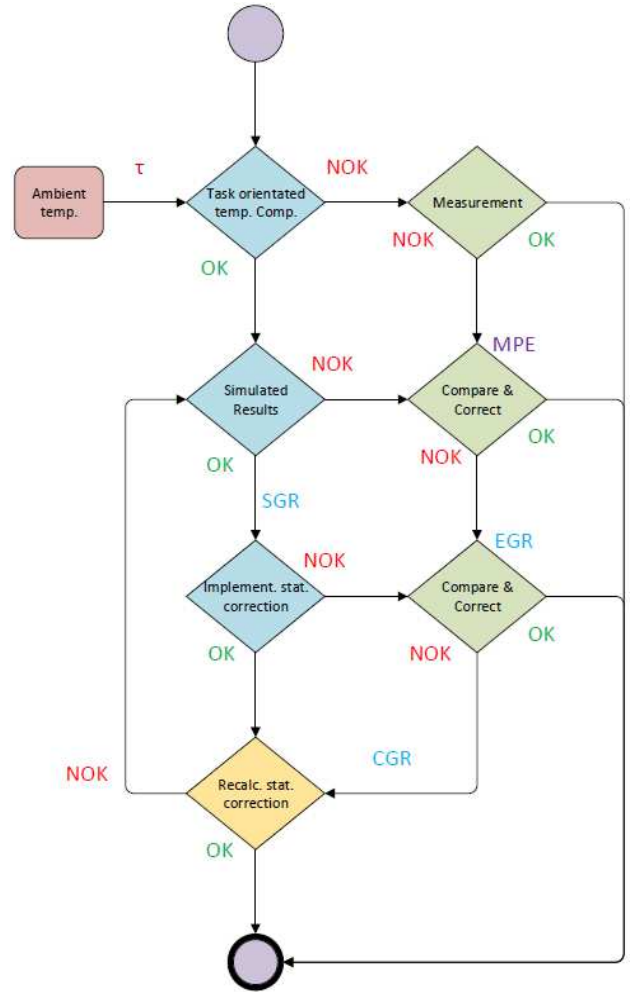 τ
NOK
Ambient
temp.
Task orientated
temp. Comp.
Measurement
NOK
OK
OK
MPE
NOK
Simulated
Results
Compare &
Correct
OK
OK
NOK
SGR
EGR
NOK
Implement. stat.
correction
Compare &
Correct
OK
NOK
OK
CGR
NOK
Recalc. stat.
correction
OK